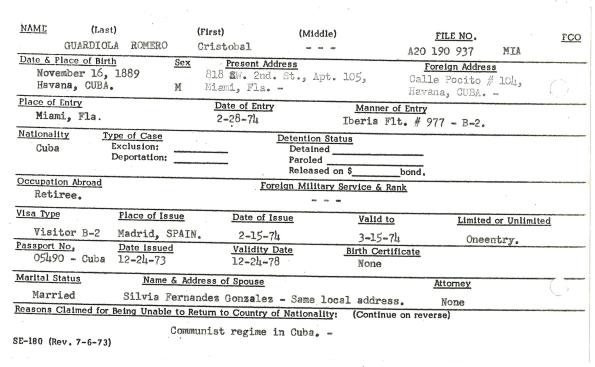 NAME (Last) (First) (Middle) FILE NO. FCO
GUARDIOLA ROMERO Cristobal - - - A20 190 937 MIA
Date & Place of Birth Sex Present Address Foreign Address
November 16, 1889 818 SW. 2nd. St., Apt. 105, Calle Pocito # 104,
Havana, CUBA. M Miami, Fla. - Havana, CUBA. -
Place of Entry Date of Entry Manner of Entry
Miami, Fla. 2-28-74 Iberia Flt. # 977 - B-2.
Nationality Type of Case Detention Status
Cuba Exclusion: Detained
Deportation: Paroled
Released on $ bond.
Occupation Abroad Foreign Military Service & Rank
Retiree. - - -
Visa Type Place of Issue Date of Issue Valid to Limited or Unlimited
Visitor B-2 Madrid, SPAIN. 2-15-74 3-15-74 Oneentry.
Passport No, Date Issued Validity Date Birth Certificate
05490 - Cuba 12-24-73 12-24-78 None
Marital Status Name & Address of Spouse Attorney
Married Silvia Fernandez Gonzalez - Same local address. None
Reasons Claimed for Being Unable to Return to Country of Nationality: (Continue on reverse)
Communist regime in Cuba. -
SE-180 (Rev. 7-6-73)